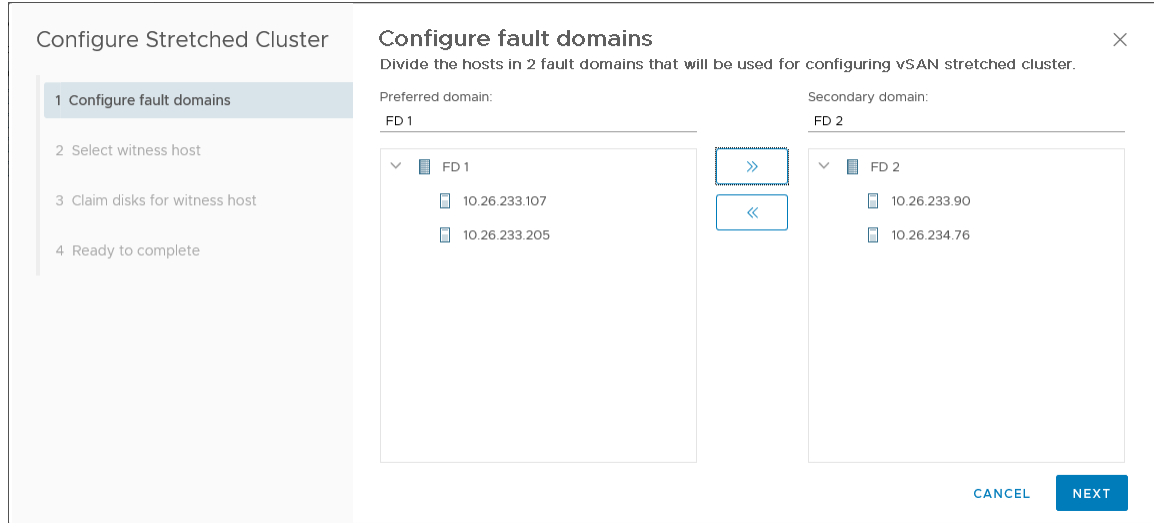 Configure Stretched Cluster
1 Configure fault domains
2 Select witness host
3 Claim disks for witness host
4 Ready to complete
Configure fault domains
Divide the hosts in 2 fault domains that will be used for configuring vSAN stretched cluster.
Preferred domain:
FD 1
FD 1
10.26.233.107
10.26.233.205
Secondary domain:
FD 2
FD 2
10.26.233.90
10.26.234.76
CANCEL
NEXT